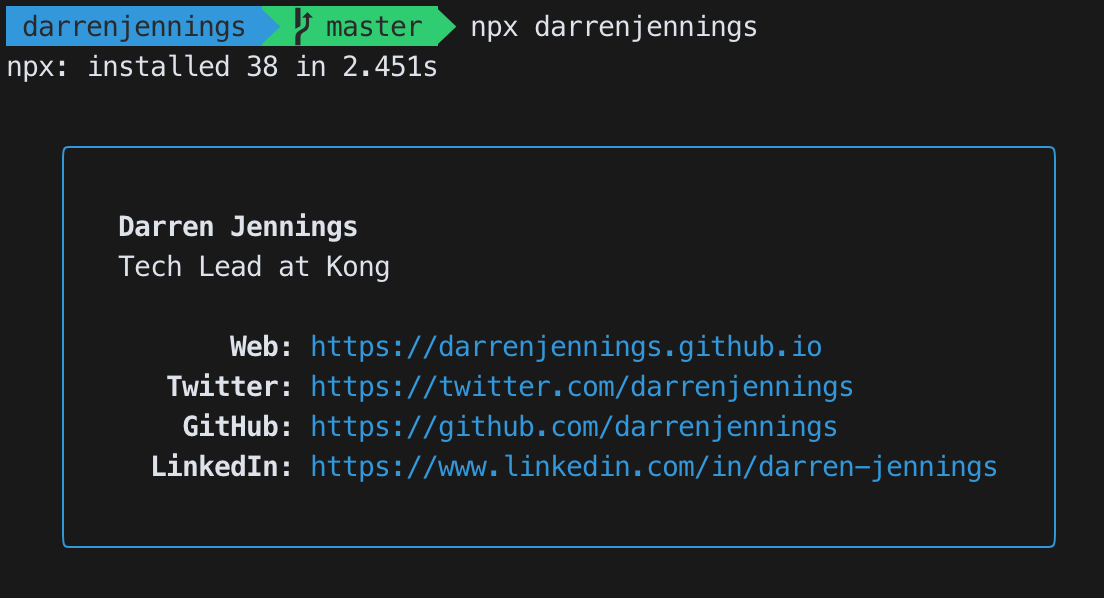 darrenjennings master npx darrenjennings
npx: installed 38 in 2.451s
Darren Jennings
Tech Lead at Kong
Web: https://darrenjennings.github.io
Twitter: https://twitter.com/darrenjennings
GitHub: https://github.com/darrenjennings
LinkedIn: https://www.linkedin.com/in/darren-jennings